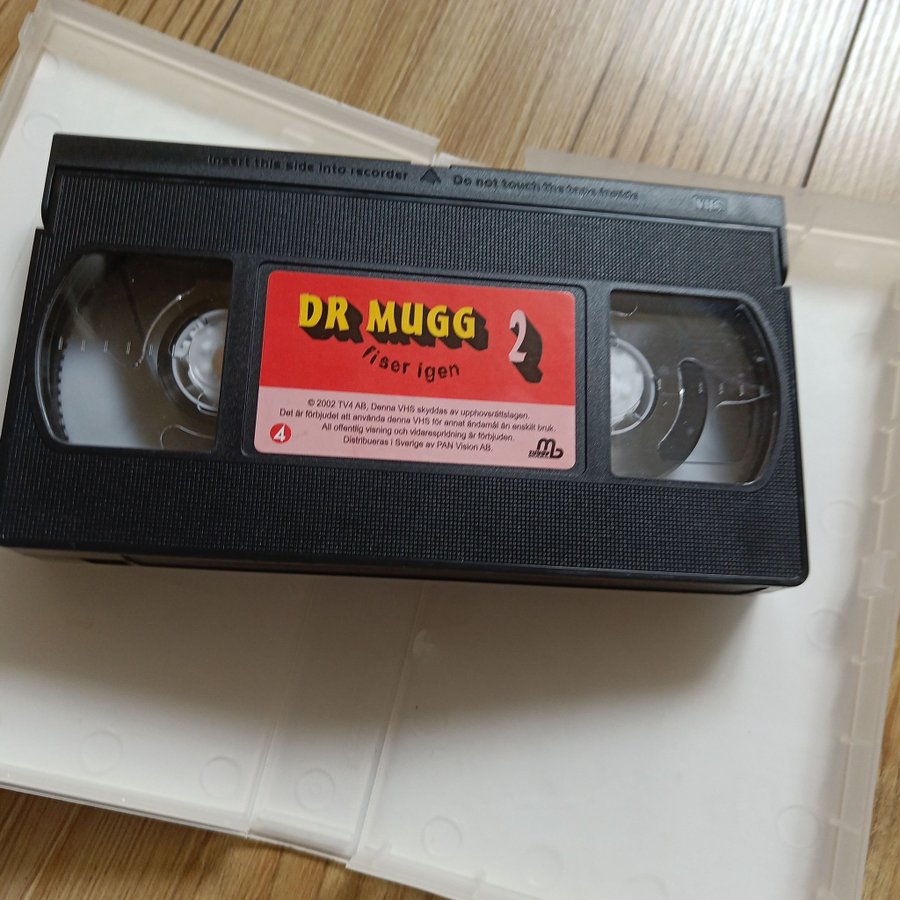 Insert this side into recorder Do not touch the tape inside VHS
DR MUGG 2
fiser igen
© 2002 TV4 AB, Denna VHS skyddas av upphovsrättslagen.
Det är förbjudet att använda denna VHS för annat ändamål än enskilt bruk.
All offentlig visning och vidarespridning är förbjuden.
Distribueras i Sverige av PAN Vision AB.
4
mb